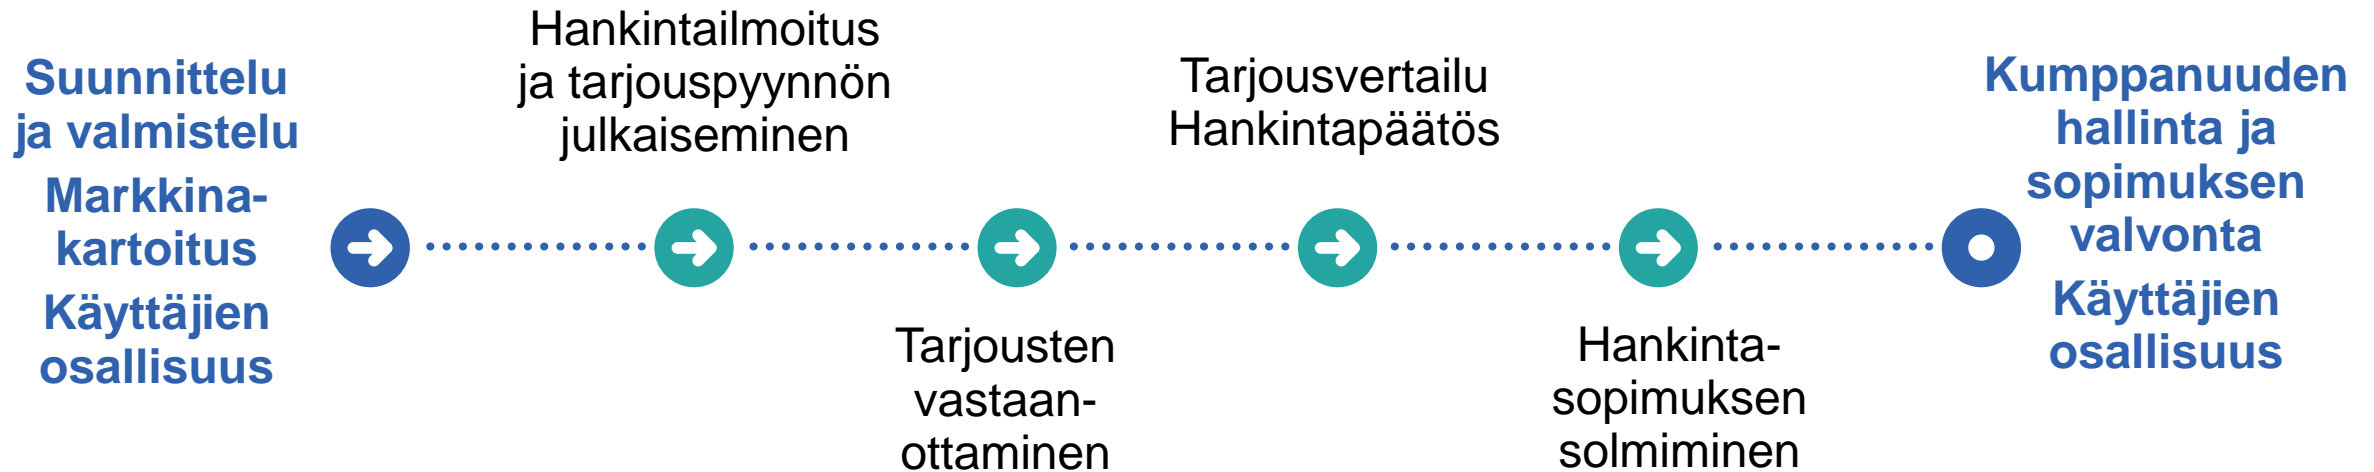 Suunnittelu
ja valmistelu
Markkina-
kartoitus
Käyttäjien
osallisuus
Hankintailmoitus
ja tarjouspyynnön
julkaiseminen
Tarjousten
vastaan-
ottaminen
Tarjousvertailu
Hankintapäätös
Hankinta-
sopimuksen
solmiminen
Kumppanuuden
hallinta ja
sopimuksen
valvonta
Käyttäjien
osallisuus